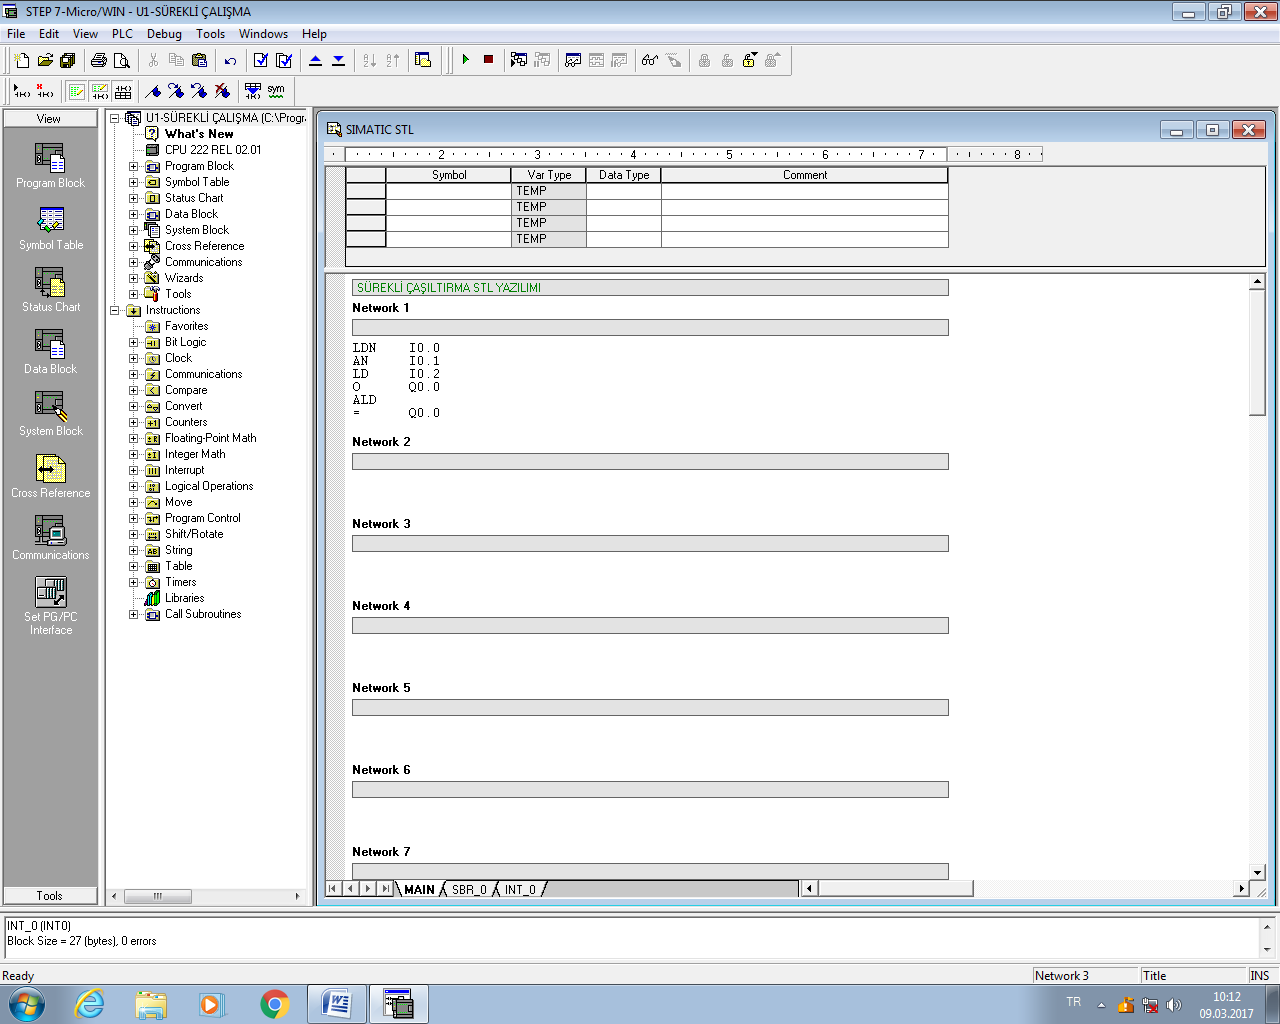 STEP 7-Micro/WIN - U1-SÜREKLİ ÇALIŞMA
File Edit View PLC Debug Tools Windows Help
View
Program Block
Symbol Table
Status Chart
Data Block
System Block
Cross Reference
Communications
Set PG/PC
Interface
Tools
U1-SÜREKLİ ÇALIŞMA (C:\Progr
What's New
CPU 222 REL 02.01
Program Block
Symbol Table
Status Chart
Data Block
System Block
Cross Reference
Communications
Wizards
Tools
Instructions
Favorites
Bit Logic
Clock
Communications
Compare
Convert
Counters
Floating-Point Math
Integer Math
Interrupt
Logical Operations
Move
Program Control
Shift/Rotate
String
Table
Timers
Libraries
Call Subroutines
SIMATIC STL
2 3 4 5 6 7 8
Symbol Var Type Data Type Comment
TEMP
TEMP
TEMP
TEMP
SÜREKLİ ÇAŞILTIRMA STL YAZILIMI
Network 1
LDN I0.0
AN I0.1
LD I0.2
O Q0.0
ALD
= Q0.0
Network 2
Network 3
Network 4
Network 5
Network 6
Network 7
MAIN SBR_0 INT_0
INT_0 (INT0)
Block Size = 27 (bytes), 0 errors
Ready Network 3 Title INS
TR 10:12
09.03.2017